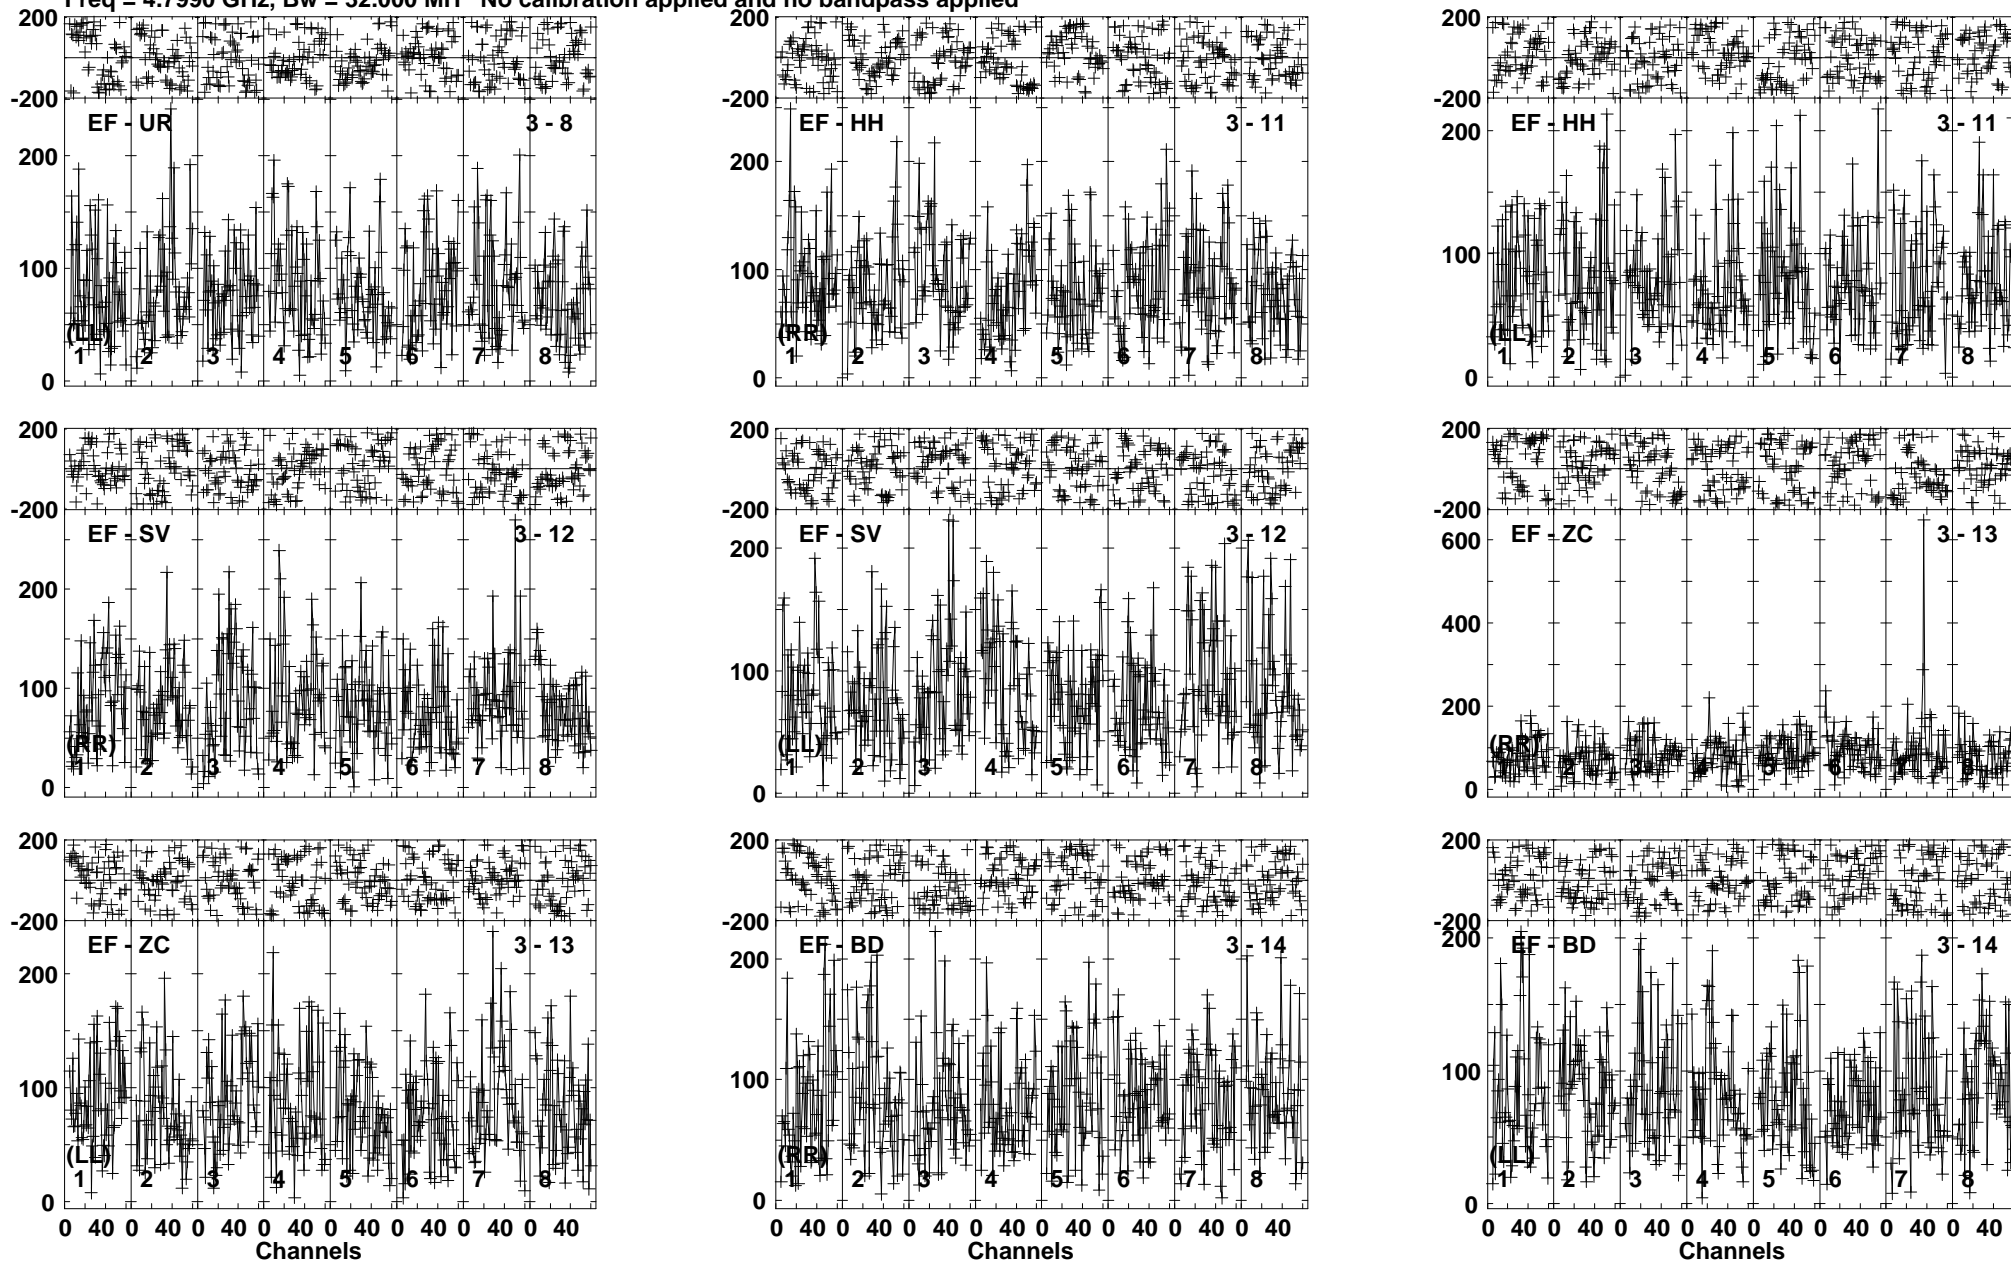 Freq = 4.7990 GHz, Bw = 32.000 MH No calibration applied and no bandpass applied
200 200 200
-200 -200 -200
EF - UR 3 - 8 EF - HH 3 - 11 EF - HH 3 - 11
200 200 200
100 100 100
(LL) (RR) (LL)
1 2 3 4 5 6 7 8 1 2 3 4 5 6 7 8 1 2 3 4 5 6 7 8
0 0 0
200 200 200
-200 -200 -200
EF - SV 3 - 12 EF - SV 3 - 12 EF - ZC 3 - 13
600
200 200 400
100 100 200
(RR) (LL) (RR)
1 2 3 4 5 6 7 8 1 2 3 4 5 6 7 8 1 2 3 4 5 6 7 8
0 0 0
200 200 200
-200 -200 -200
EF - ZC 3 - 13 EF - BD 3 - 14 EF - BD 3 - 14
200 200 200
100 100 100
(LL) (RR) (LL)
1 2 3 4 5 6 7 8 1 2 3 4 5 6 7 8 1 2 3 4 5 6 7 8
0 0 0
0 40 0 40 0 40 0 40 0 40 0 40 0 40 0 40 0 40 0 40 0 40 0 40 0 40 0 40 0 40 0 40 0 40 0 40 0 40 0 40 0 40 0 40 0 40 0 40
Channels Channels Channels